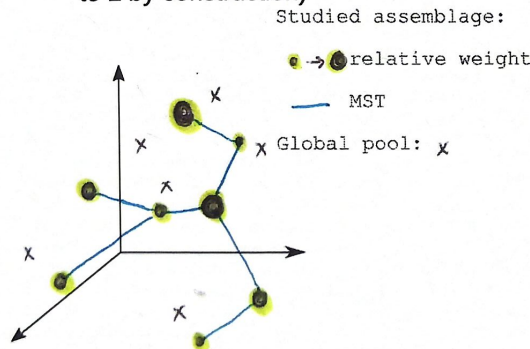 Studied assemblage:
relative weight
MST
Global pool: x